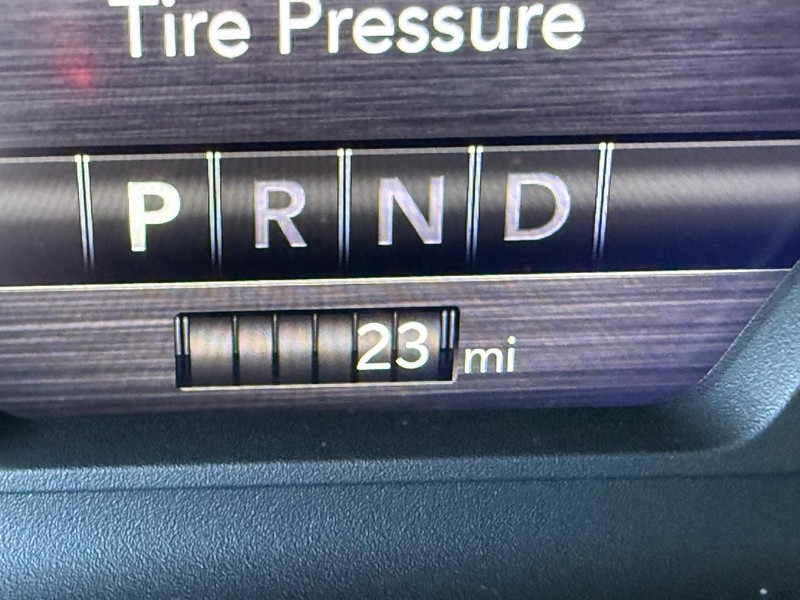 Tire Pressure
P R N D
23 mi